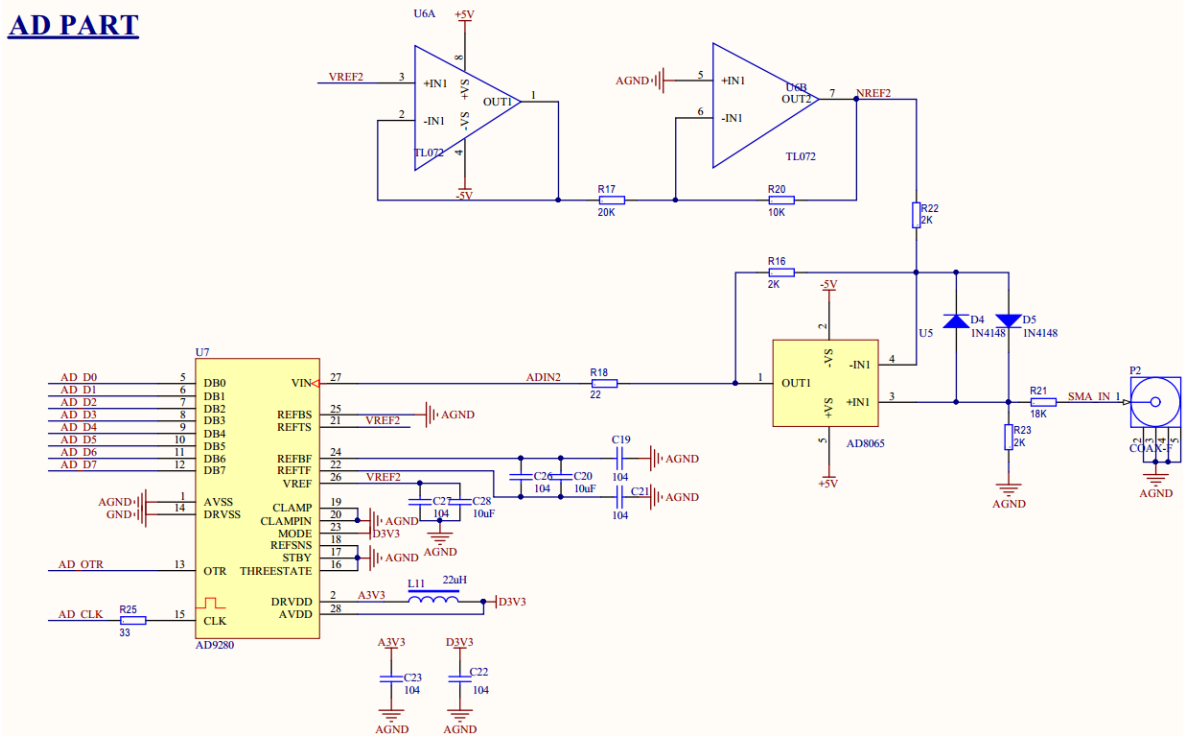 AD PART
U6A
+5V
8
VREF2
3
+IN1
+VS
OUT1
1
2
-IN1
-VS
TL072
4
-5V
AGND
5
+IN1
U6B
OUT2
7
NREF2
6
-IN1
TL072
R17
20K
R20
10K
R22
2K
R16
2K
-5V
2
U5
D4
IN4148
D5
IN4148
-VS
-IN1
4
OUT1
1
+VS
+IN1
3
AD8065
5
+5V
R21
18K
SMA_IN
1
P2
2
3
4
5
COAX-F
AGND
R23
2K
AGND
U7
AD_D0
5
DB0
VIN
27
ADIN2
R18
22
AD_D1
6
DB1
AD_D2
7
DB2
REFBS
25
AGND
AD_D3
8
DB3
REFTS
21
VREF2
AD_D4
9
DB4
AD_D5
10
DB5
AD_D6
11
DB6
REFBF
24
C19
104
AGND
AD_D7
12
DB7
REFTF
22
C26
104
C20
10uF
C21
104
AGND
VREF
26
VREF2
C27
104
C28
10uF
AGND
AGND
1
AVSS
GND
14
DRVSS
CLAMP
19
CLAMPIN
20
AGND
MODE
23
D3V3
REFSNS
18
STBY
17
AGND
THREESTATE
16
AD_OTR
13
OTR
L11
22uH
DRVDD
2
A3V3
D3V3
AVDD
28
AD_CLK
R25
33
15
CLK
AD9280
A3V3
D3V3
C23
104
C22
104
AGND
AGND